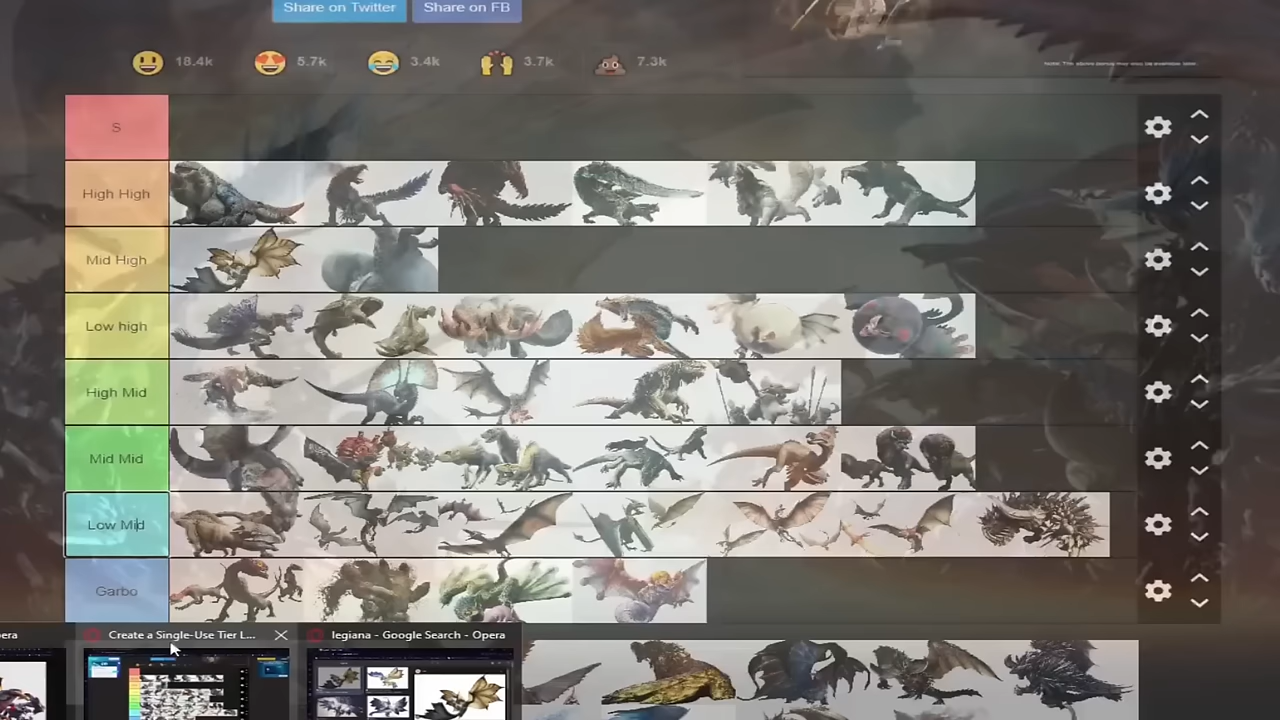 Share on Twitter Share on FB
18.4k 5.7k 3.4k 3.7k 7.3k
S
High High
Mid High
Low high
High Mid
Mid Mid
Low Mid
Garbo
pera Create a Single-Use Tier L... legiana - Google Search - Opera